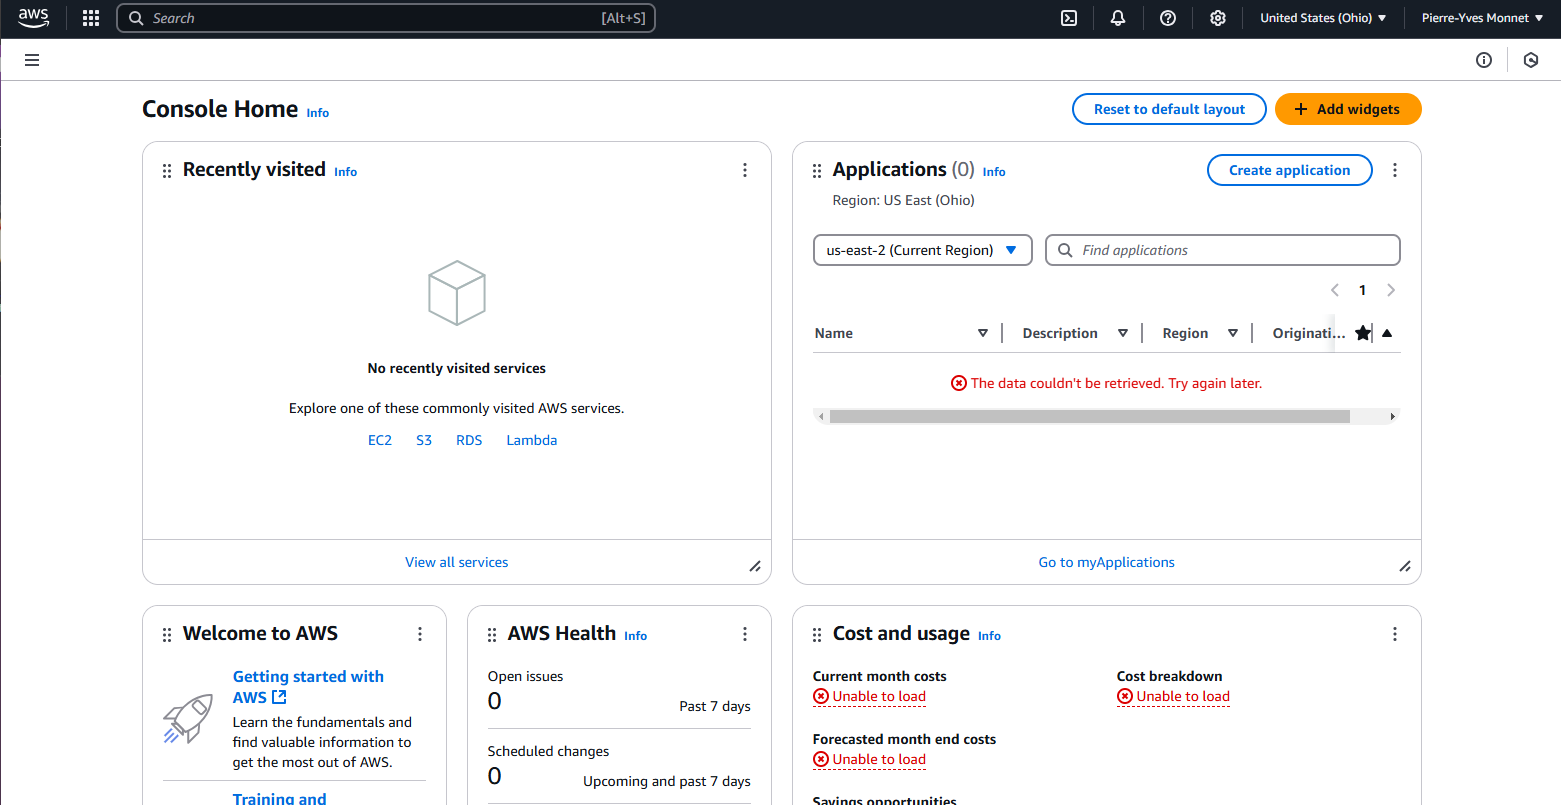 aws
Search [Alt+S]
United States (Ohio)
Pierre-Yves Monnet
Console Home Info
Reset to default layout
Add widgets
Recently visited Info
No recently visited services
Explore one of these commonly visited AWS services.
EC2 S3 RDS Lambda
View all services
Applications (0) Info
Create application
Region: US East (Ohio)
us-east-2 (Current Region)
Find applications
1
Name Description Region Originati...
The data couldn't be retrieved. Try again later.
Go to myApplications
Welcome to AWS
Getting started with
AWS
Learn the fundamentals and
find valuable information to
get the most out of AWS.
Training and
AWS Health Info
Open issues
0
Past 7 days
Scheduled changes
0
Upcoming and past 7 days
Cost and usage Info
Current month costs
Unable to load
Forecasted month end costs
Unable to load
Savings opportunities
Cost breakdown
Unable to load